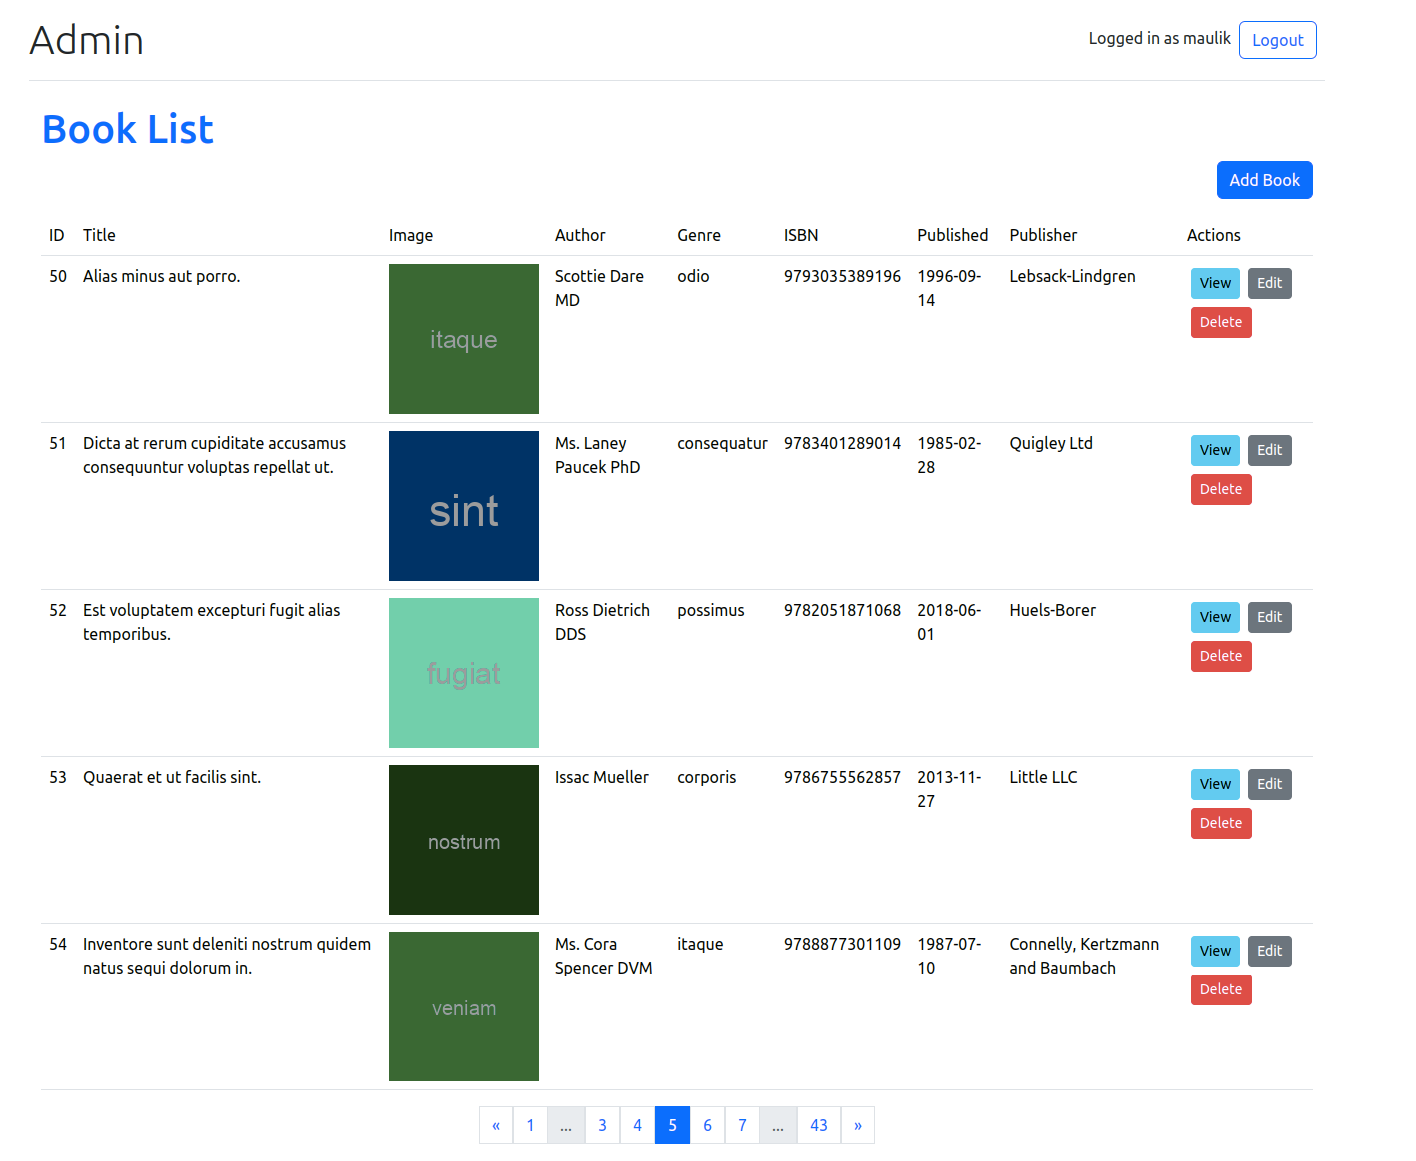 Admin
Logged in as maulik Logout
Book List
Add Book
ID Title Image Author Genre ISBN Published Publisher Actions
50 Alias minus aut porro. Scottie Dare odio 9793035389196 1996-09- Lebsack-Lindgren View Edit
MD 14
Delete
itaque
51 Dicta at rerum cupiditate accusamus Ms. Laney consequatur 9783401289014 1985-02- Quigley Ltd View Edit
consequuntur voluptas repellat ut. Paucek PhD 28
Delete
sint
52 Est voluptatem excepturi fugit alias Ross Dietrich possimus 9782051871068 2018-06- Huels-Borer View Edit
temporibus. DDS 01
Delete
fugiat
53 Quaerat et ut facilis sint. Issac Mueller corporis 9786755562857 2013-11- Little LLC View Edit
27
Delete
nostrum
54 Inventore sunt deleniti nostrum quidem Ms. Cora itaque 9788877301109 1987-07- Connelly, Kertzmann View Edit
natus sequi dolorum in. Spencer DVM 10 and Baumbach
Delete
veniam
« 1 ... 3 4 5 6 7 ... 43 »